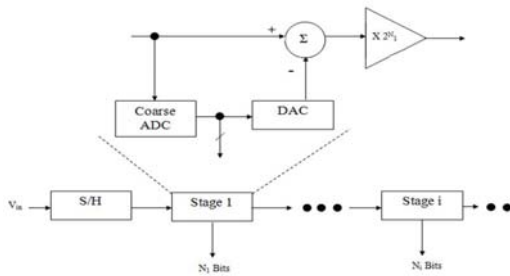 +
Σ
X 2^N1
-
Coarse
ADC
DAC
Vin
S/H
Stage 1
Stage i
N1 Bits
Ni Bits